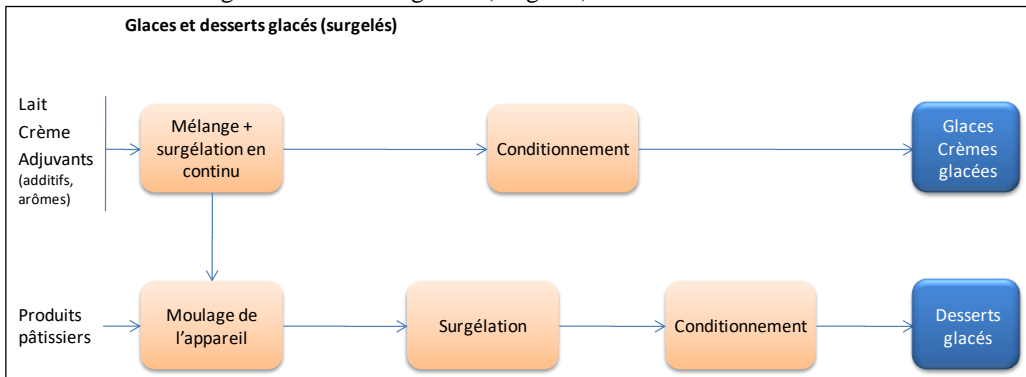 Glaces et desserts glacés (surgelés)
Lait
Crème
Adjuvants
(additifs,
arômes)
Mélange +
surgélation en
continu
Conditionnement
Glaces
Crèmes
glacées
Produits
pâtissiers
Moulage de
l'appareil
Surgélation
Conditionnement
Desserts
glacés